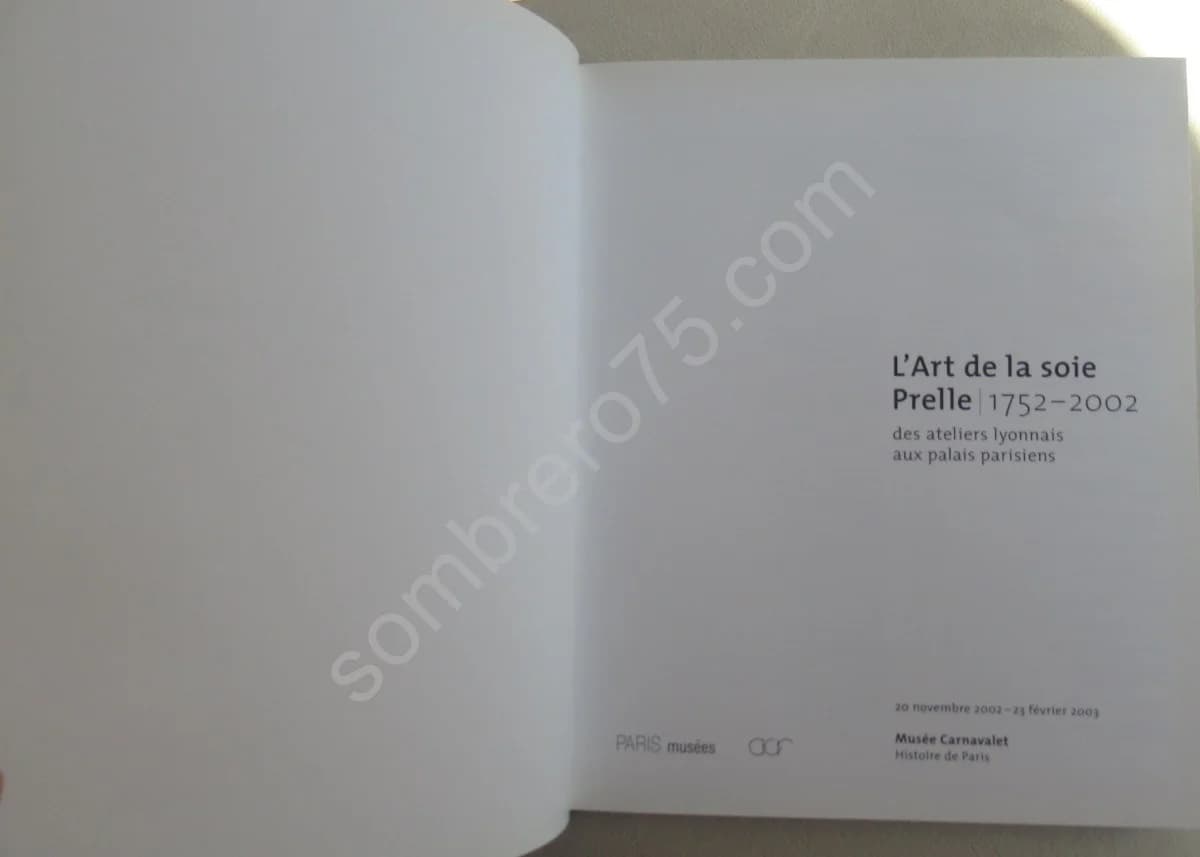 L'Art de la soie
Prelle | 1752–2002
des ateliers lyonnais
aux palais parisiens
20 novembre 2002 – 23 février 2003
Musée Carnavalet
Histoire de Paris
PARIS musées
acr
sombrero75.com